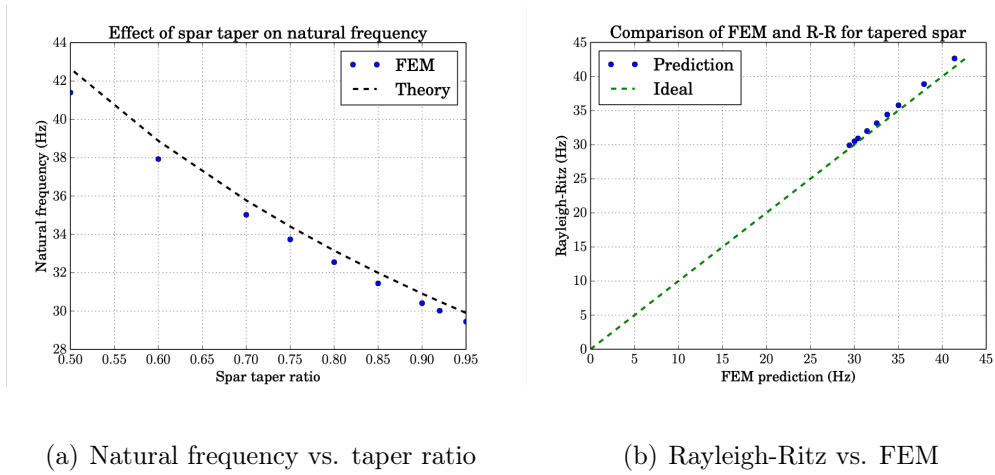 Effect of spar taper on natural frequency
44
42
40
38
36
34
32
30
28
Natural frequency (Hz)
FEM
Theory
0.50 0.55 0.60 0.65 0.70 0.75 0.80 0.85 0.90 0.95
Spar taper ratio
(a) Natural frequency vs. taper ratio
Comparison of FEM and R-R for tapered spar
45
40
35
30
25
20
15
10
5
0
Rayleigh-Ritz (Hz)
Prediction
Ideal
0 5 10 15 20 25 30 35 40 45
FEM prediction (Hz)
(b) Rayleigh-Ritz vs. FEM